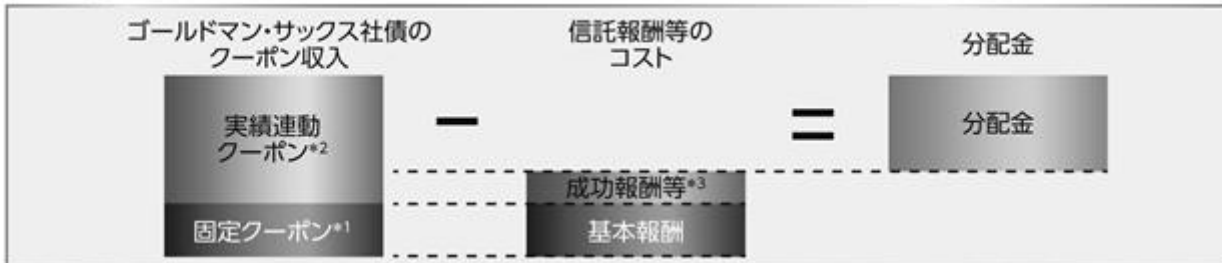 ゴールドマン・サックス社債の
クーポン収入
信託報酬等の
コスト
分配金
実績連動
クーポン*2
分配金
成功報酬等*3
固定クーポン*1
基本報酬